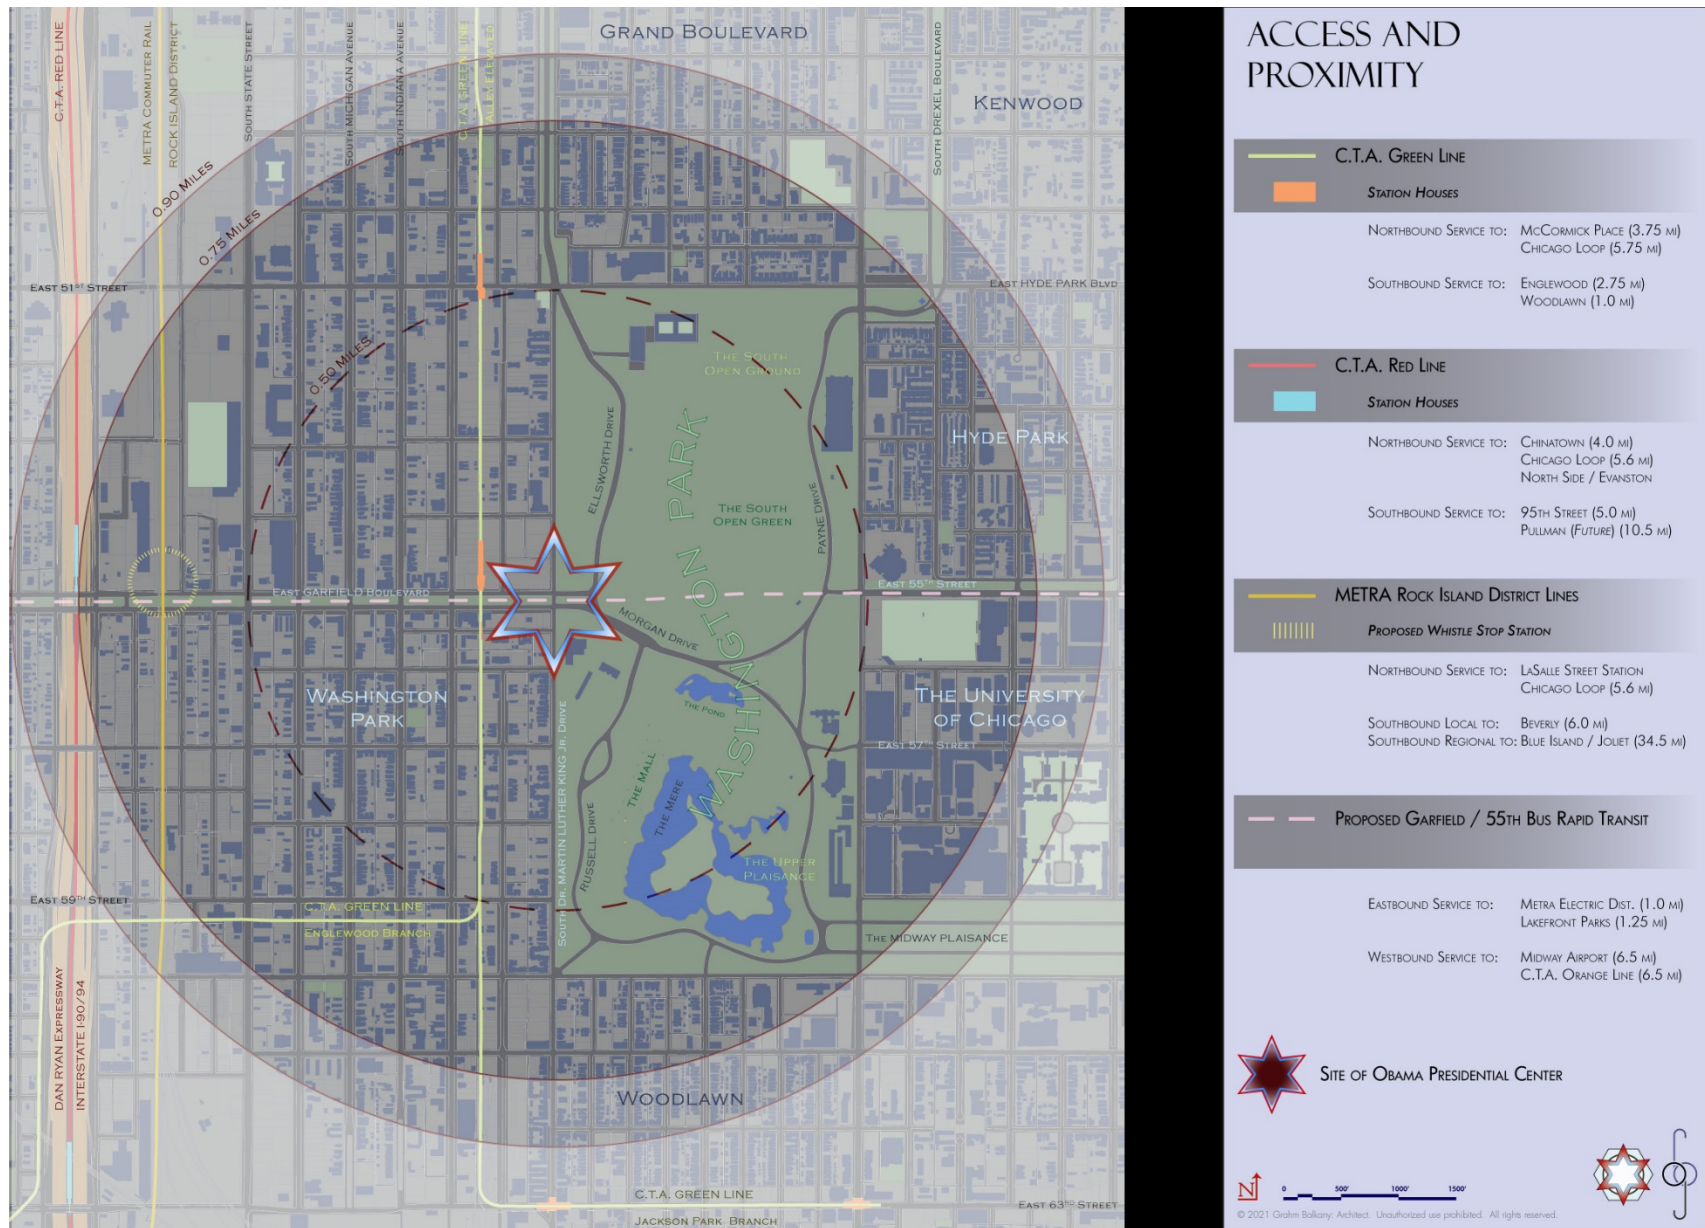 C.T.A. RED LINE
METRA COMMUTER RAIL
ROCK ISLAND DISTRICT
SOUTH STATE STREET
SOUTH MICHIGAN AVENUE
SOUTH INDIANA AVENUE
C.T.A. GREEN LINE
GRAND BOULEVARD
SOUTH DREXEL BOULEVARD
KENWOOD
0.90 MILES
0.75 MILES
0.50 MILES
EAST 51ST STREET
EAST HYDE PARK BLVD
THE SOUTH
OPEN GROUND
HYDE PARK
ELLSWORTH DRIVE
WASHINGTON PARK
THE SOUTH
OPEN GREEN
PAYNE DRIVE
EAST GARFIELD BOULEVARD
EAST 55TH STREET
MORGAN DRIVE
WASHINGTON
PARK
THE POND
THE UNIVERSITY
OF CHICAGO
EAST 57TH STREET
SOUTH DR. MARTIN LUTHER KING JR. DRIVE
THE MALL
THE MERE
RUSSELL DRIVE
THE UPPER
PLAISANCE
EAST 59TH STREET
C.T.A. GREEN LINE
ENGLEWOOD BRANCH
THE MIDWAY PLAISANCE
DAN RYAN EXPRESSWAY
INTERSTATE I-90/94
WOODLAWN
C.T.A. GREEN LINE
JACKSON PARK BRANCH
EAST 63RD STREET
ACCESS AND
PROXIMITY
C.T.A. GREEN LINE
STATION HOUSES
NORTHBOUND SERVICE TO: MCCORMICK PLACE (3.75 MI)
CHICAGO LOOP (5.75 MI)
SOUTHBOUND SERVICE TO: ENGLEWOOD (2.75 MI)
WOODLAWN (1.0 MI)
C.T.A. RED LINE
STATION HOUSES
NORTHBOUND SERVICE TO: CHINATOWN (4.0 MI)
CHICAGO LOOP (5.6 MI)
NORTH SIDE / EVANSTON
SOUTHBOUND SERVICE TO: 95TH STREET (5.0 MI)
PULLMAN (FUTURE) (10.5 MI)
METRA ROCK ISLAND DISTRICT LINES
PROPOSED WHISTLE STOP STATION
NORTHBOUND SERVICE TO: LASALLE STREET STATION
CHICAGO LOOP (5.6 MI)
SOUTHBOUND LOCAL TO: BEVERLY (6.0 MI)
SOUTHBOUND REGIONAL TO: BLUE ISLAND / JOLIET (34.5 MI)
PROPOSED GARFIELD / 55TH BUS RAPID TRANSIT
EASTBOUND SERVICE TO: METRA ELECTRIC DIST. (1.0 MI)
LAKEFRONT PARKS (1.25 MI)
WESTBOUND SERVICE TO: MIDWAY AIRPORT (6.5 MI)
C.T.A. ORANGE LINE (6.5 MI)
SITE OF OBAMA PRESIDENTIAL CENTER
N
0 500' 1000' 1500'
© 2021 Grahm Balkany: Architect. Unauthorized use prohibited. All rights reserved.